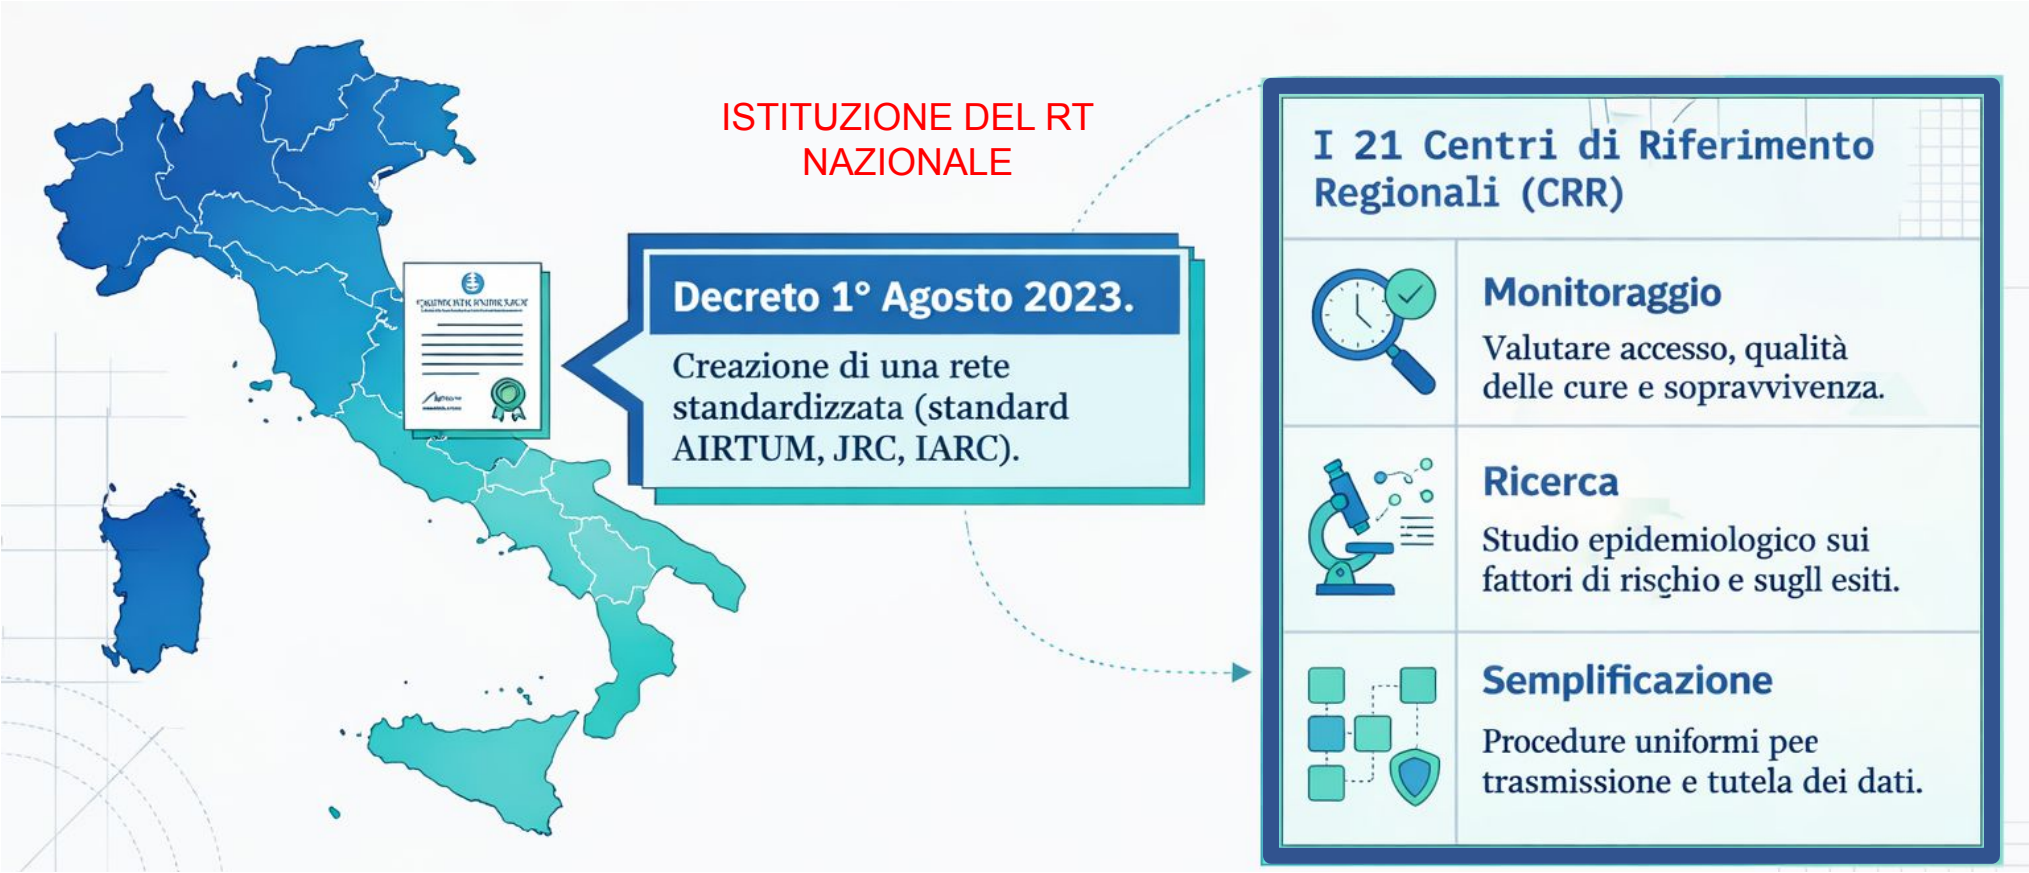 ISTITUZIONE DEL RT
NAZIONALE
Decreto 1° Agosto 2023.
Creazione di una rete
standardizzata (standard
AIRTUM, JRC, IARC).
I 21 Centri di Riferimento
Regionali (CRR)
Monitoraggio
Valutare accesso, qualità
delle cure e sopravvivenza.
Ricerca
Studio epidemiologico sui
fattori di rischio e sugll esiti.
Semplificazione
Procedure uniformi pee
trasmissione e tutela dei dati.